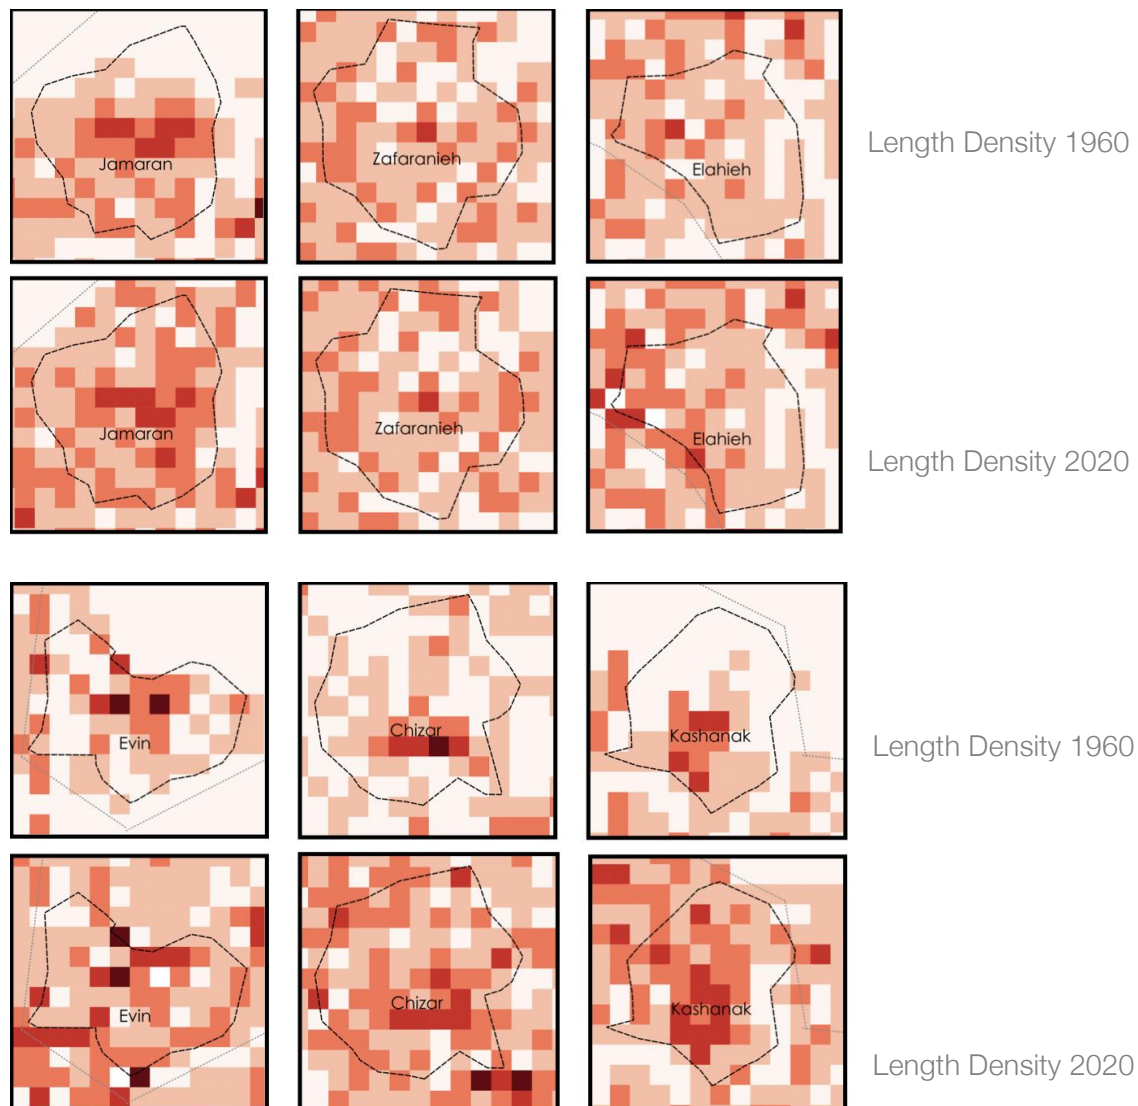 Jamaran
Zafaranieh
Elahieh
Length Density 1960
Jamaran
Zafaranieh
Elahieh
Length Density 2020
Evin
Chizar
Kashanak
Length Density 1960
Evin
Chizar
Kashanak
Length Density 2020